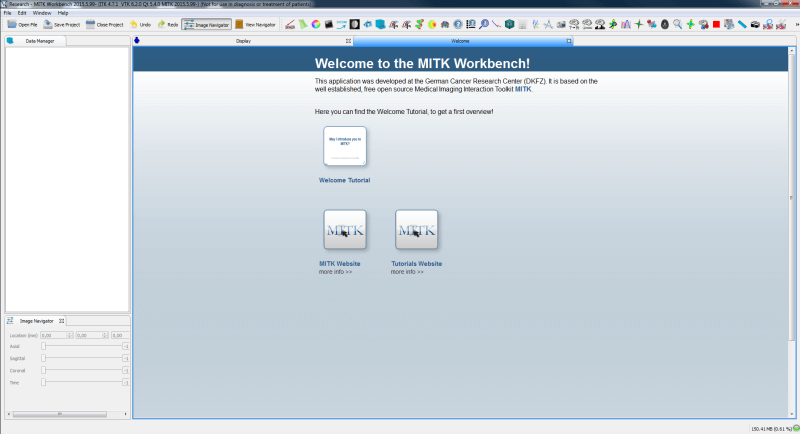 Research - MITK Workbench 2015.5.99- (ITK 4.7.1 VTK 6.2.0 Qt 5.4.0 MITK 2015.5.99-) (Not for use in diagnosis or treatment of patients)
File Edit Window Help
Open File Save Project Close Project Undo Redo Image Navigator View Navigator
Data Manager
Display
Welcome
Welcome to the MITK Workbench!
This application was developed at the German Cancer Research Center (DKFZ). It is based on the
well established, free open source Medical Imaging Interaction Toolkit MITK.
Here you can find the Welcome Tutorial, to get a first overview!
May I introduce you to
MITK?
Welcome Tutorial
MITK
MITK
MITK Website
more info >>
Tutorials Website
more info >>
Image Navigator
Location (mm) 0,00 0,00 0,00
Axial -1
Sagittal -1
Coronal -1
Time -1
150.41 MB (0.61 %)